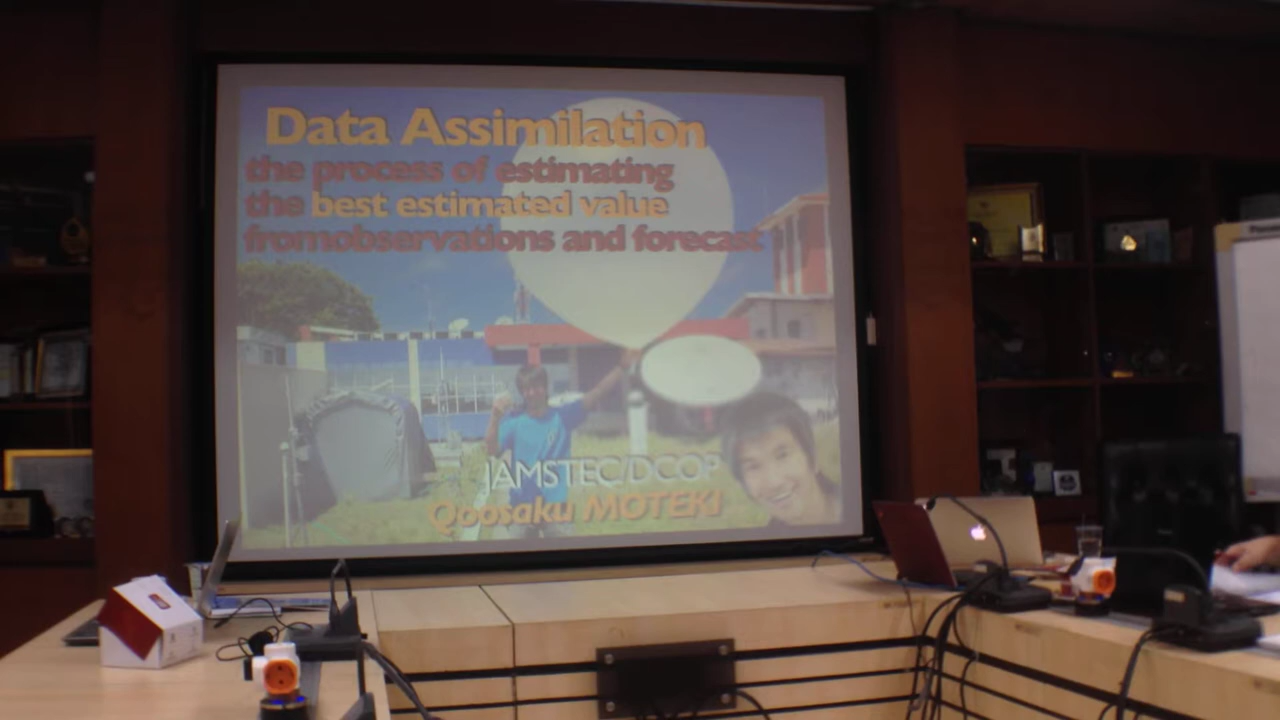 Data Assimilation
the process of estimating
the best estimated value
fromobservations and forecast
JAMSTEC/DCOP
Qoosaku MOTEKI